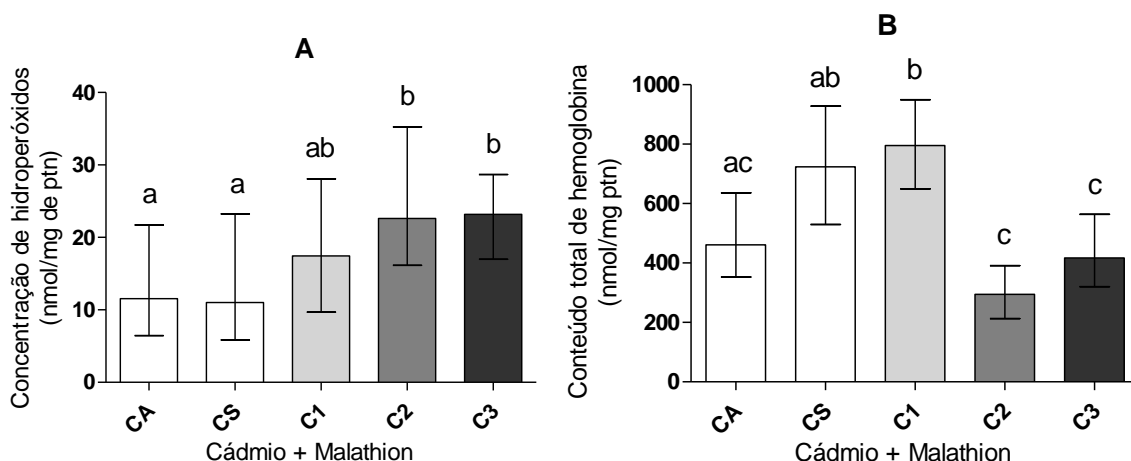 A
Concentração de hidroperóxidos
(nmol/mg de ptn)
40
30
20
10
0
a
a
ab
b
b
CA
CS
C1
C2
C3
Cádmio + Malathion
B
Conteúdo total de hemoglobina
(nmol/mg ptn)
1000
800
600
400
200
0
ac
ab
b
c
c
CA
CS
C1
C2
C3
Cádmio + Malathion